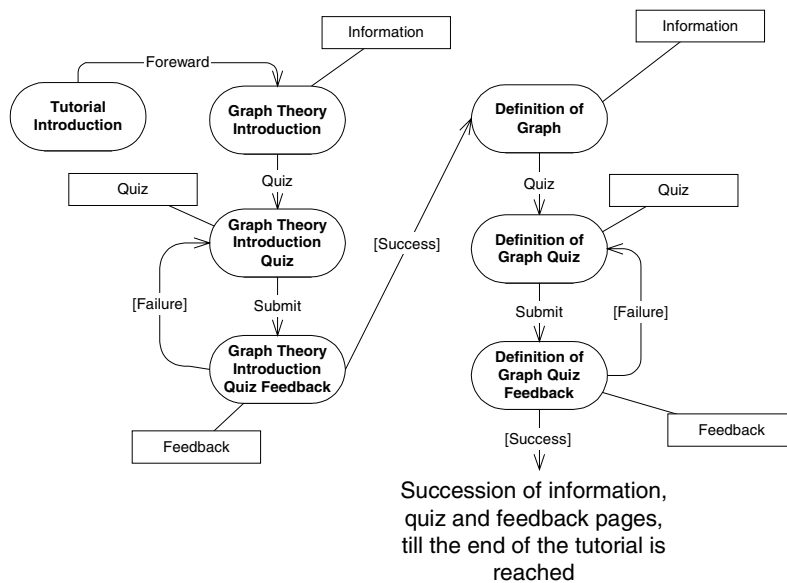 Information
Foreward
Tutorial
Introduction
Graph Theory
Introduction
Quiz
Quiz
Graph Theory
Introduction
Quiz
[Failure]
Submit
Graph Theory
Introduction
Quiz Feedback
Feedback
[Success]
Information
Definition of
Graph
Quiz
Quiz
Definition of
Graph Quiz
Submit
[Failure]
Definition of
Graph Quiz
Feedback
Feedback
[Success]
Succession of information,
quiz and feedback pages,
till the end of the tutorial is
reached